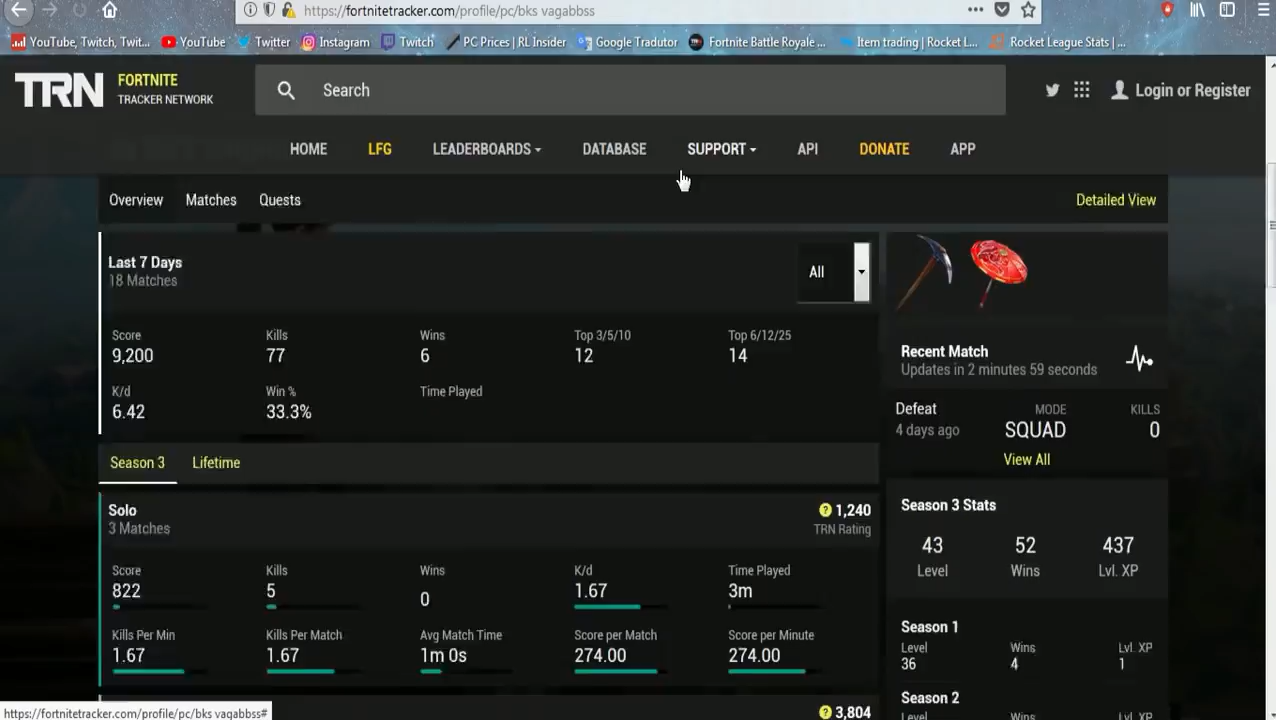 https://fortnitetracker.com/profile/pc/bks vagabbss
YouTube, Twitch, Twit... YouTube Twitter Instagram Twitch PC Prices | RL Insider Google Tradutor Fortnite Battle Royale ... Item trading | Rocket L... Rocket League Stats | ...
TRN FORTNITE TRACKER NETWORK
Search
Login or Register
HOME LFG LEADERBOARDS DATABASE SUPPORT API DONATE APP
Overview Matches Quests Detailed View
Last 7 Days
18 Matches
All
Score Kills Wins Top 3/5/10 Top 6/12/25
9,200 77 6 12 14
K/d Win % Time Played
6.42 33.3%
Recent Match
Updates in 2 minutes 59 seconds
Defeat MODE KILLS
4 days ago SQUAD 0
View All
Season 3 Lifetime
Solo 1,240
3 Matches TRN Rating
Score Kills Wins K/d Time Played
822 5 0 1.67 3m
Kills Per Min Kills Per Match Avg Match Time Score per Match Score per Minute
1.67 1.67 1m 0s 274.00 274.00
3,804
Season 3 Stats
43 52 437
Level Wins Lvl. XP
Season 1
Level Wins Lvl. XP
36 4 1
Season 2
Level Wins Lvl. XP
https://fortnitetracker.com/profile/pc/bks vagabbss#